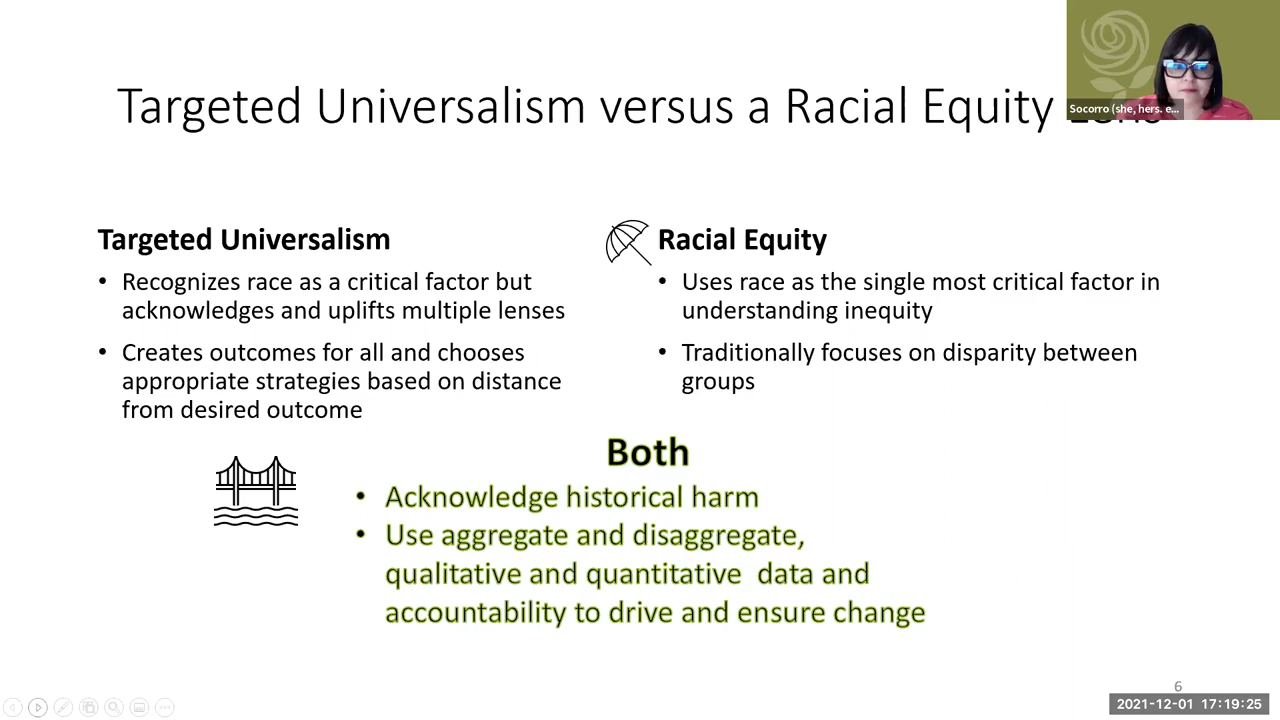 Targeted Universalism versus a Racial Equity
Socorro (she, hers. e...
Targeted Universalism
• Recognizes race as a critical factor but
acknowledges and uplifts multiple lenses
• Creates outcomes for all and chooses
appropriate strategies based on distance
from desired outcome
Racial Equity
• Uses race as the single most critical factor in
understanding inequity
• Traditionally focuses on disparity between
groups
Both
• Acknowledge historical harm
• Use aggregate and disaggregate,
qualitative and quantitative data and
accountability to drive and ensure change
6
2021-12-01 17:19:25